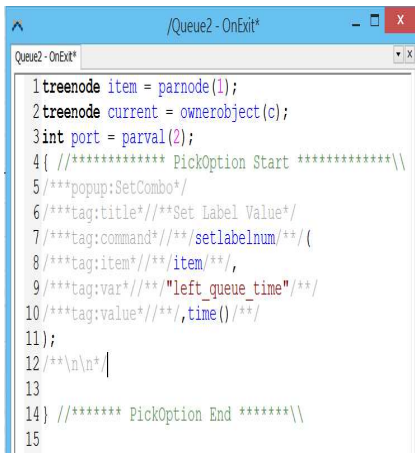 /Queue2 - OnExit*
Queue2 - OnExit*
1 treenode item = parnode(1);
2 treenode current = ownerobject(c);
3 int port = parval(2);
4 { //************* PickOption Start *************\\
5 /***popup:SetCombo*/
6 /***tag:title*//**Set Label Value*/
7 /***tag:command*//**/setlabelnum/**/(
8 /***tag:item*//**/item/**/,
9 /***tag:var*//**/"left_queue_time"/**/
10 /***tag:value*//**/,time()/**/
11 );
12 /**\n\n*/
13
14 } //******* PickOption End *******\\
15